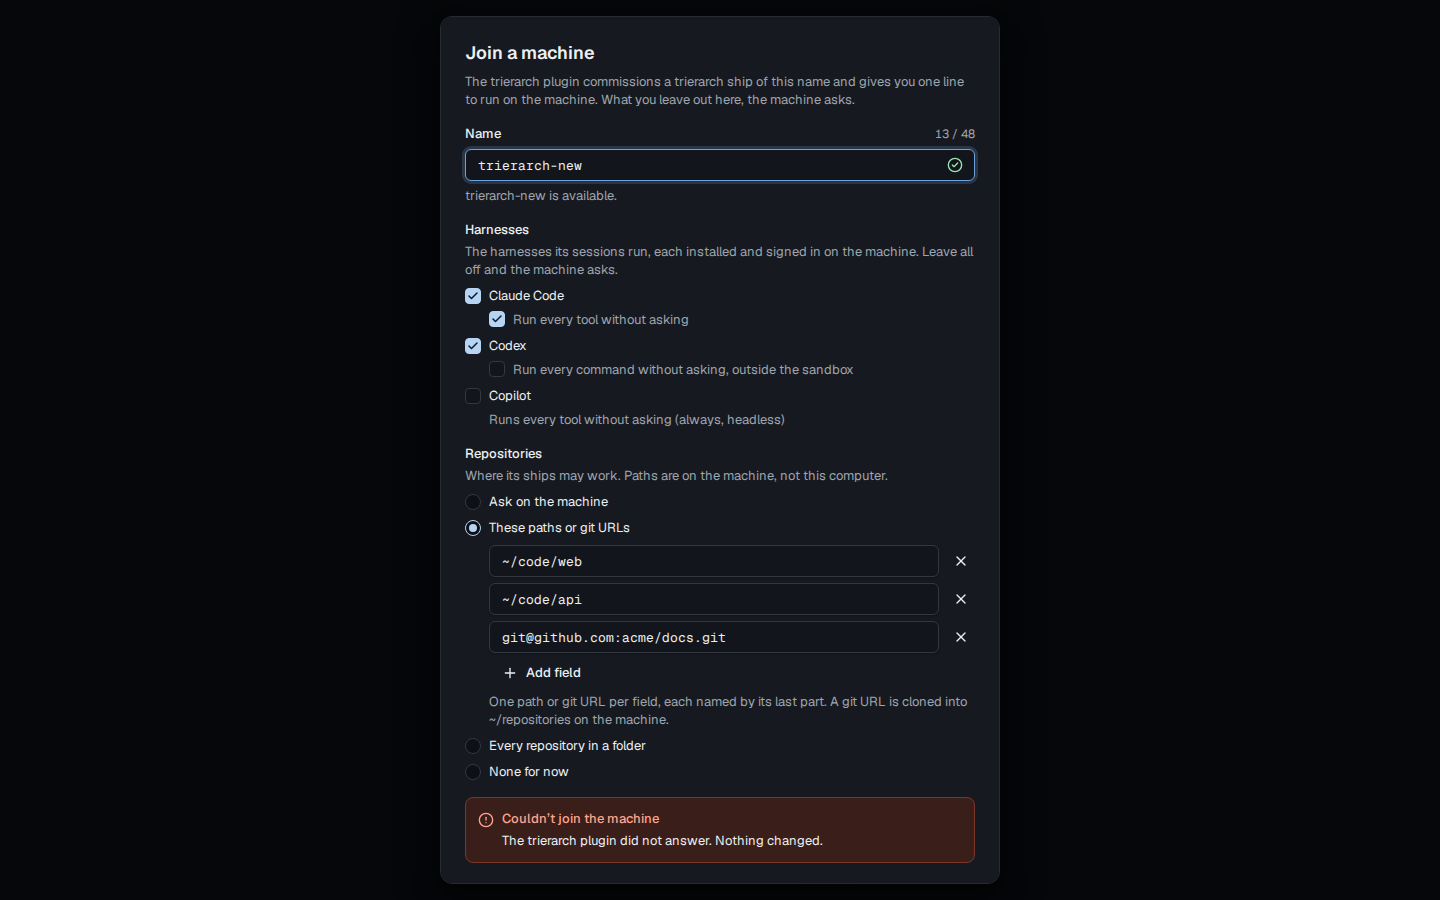 Join a machine
The trierarch plugin commissions a trierarch ship of this name and gives you one line
to run on the machine. What you leave out here, the machine asks.
Name 13 / 48
trierarch-new
trierarch-new is available.
Harnesses
The harnesses its sessions run, each installed and signed in on the machine. Leave all
off and the machine asks.
Claude Code
Run every tool without asking
Codex
Run every command without asking, outside the sandbox
Copilot
Runs every tool without asking (always, headless)
Repositories
Where its ships may work. Paths are on the machine, not this computer.
Ask on the machine
These paths or git URLs
~/code/web
~/code/api
git@github.com:acme/docs.git
Add field
One path or git URL per field, each named by its last part. A git URL is cloned into
~/repositories on the machine.
Every repository in a folder
None for now
Couldn’t join the machine
The trierarch plugin did not answer. Nothing changed.